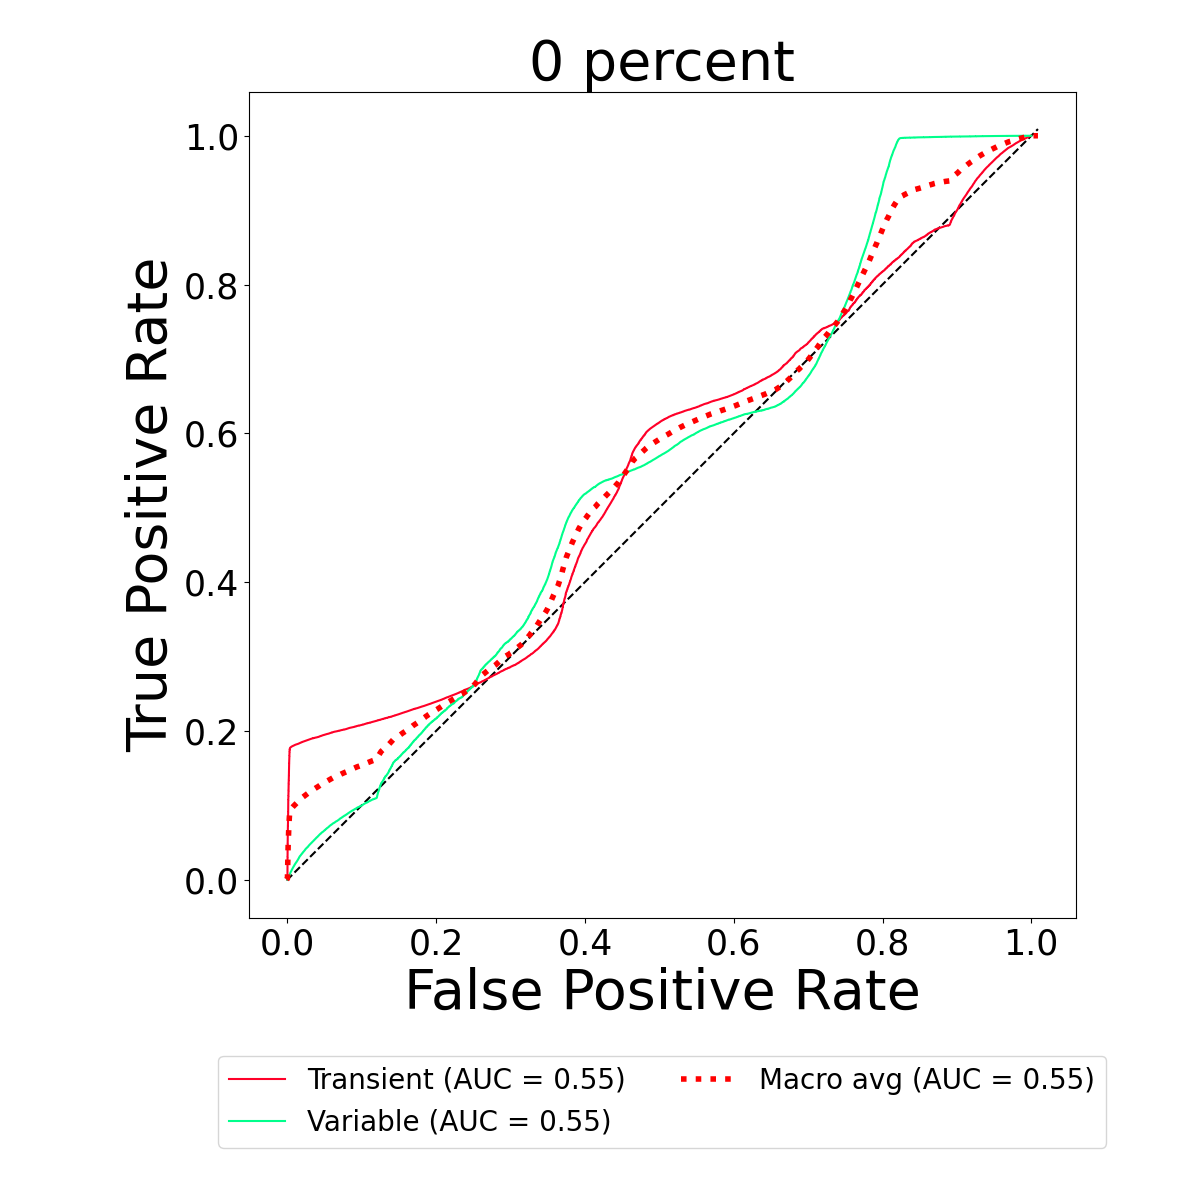 0 percent
True Positive Rate
1.0
0.8
0.6
0.4
0.2
0.0
0.0 0.2 0.4 0.6 0.8 1.0
False Positive Rate
Transient (AUC = 0.55) Macro avg (AUC = 0.55)
Variable (AUC = 0.55)